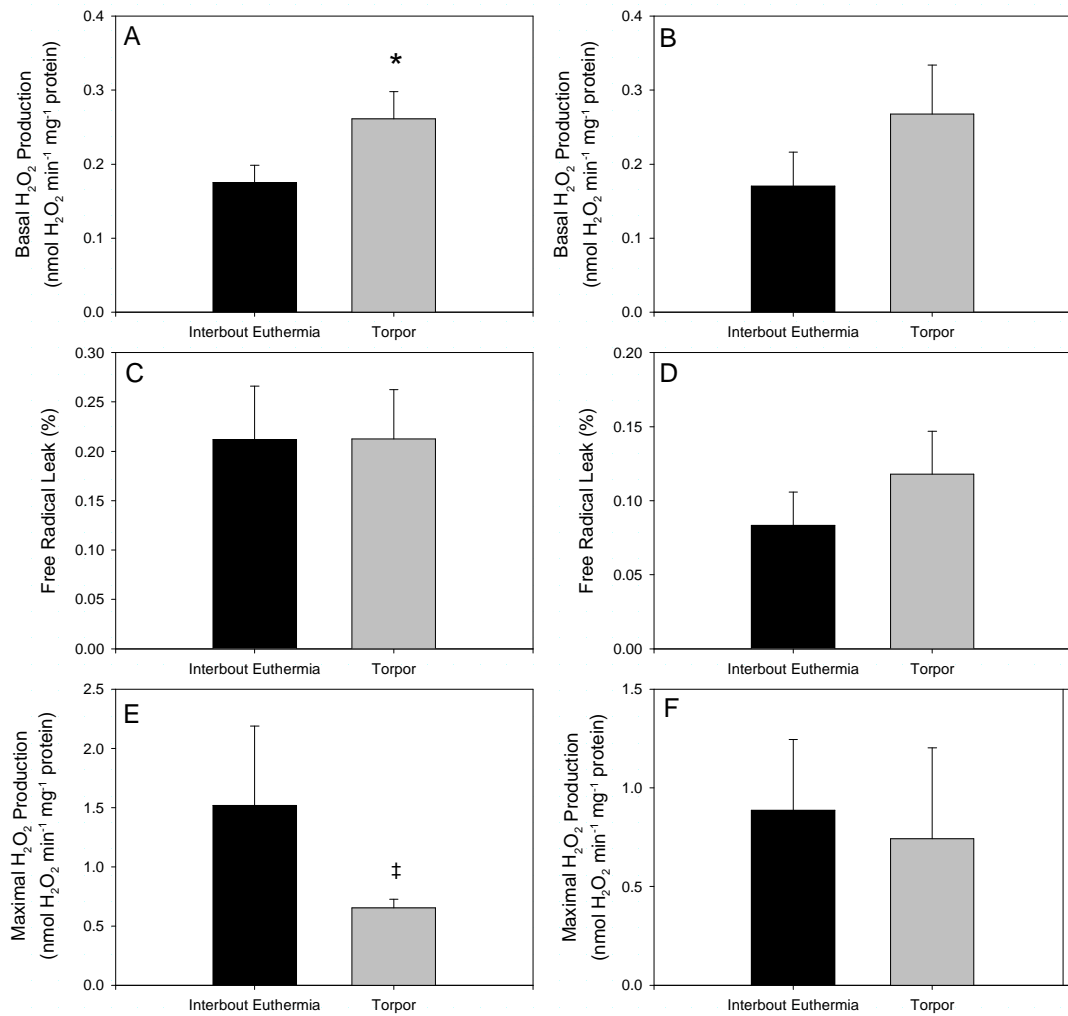 A
Basal H₂O₂ Production
(nmol H₂O₂ min⁻¹ mg⁻¹ protein)
0.4
0.3
0.2
0.1
0.0
*
Interbout Euthermia
Torpor
B
Basal H₂O₂ Production
(nmol H₂O₂ min⁻¹ mg⁻¹ protein)
0.4
0.3
0.2
0.1
0.0
Interbout Euthermia
Torpor
C
Free Radical Leak (%)
0.30
0.25
0.20
0.15
0.10
0.05
0.00
Interbout Euthermia
Torpor
D
Free Radical Leak (%)
0.20
0.15
0.10
0.05
0.00
Interbout Euthermia
Torpor
E
Maximal H₂O₂ Production
(nmol H₂O₂ min⁻¹ mg⁻¹ protein)
2.5
2.0
1.5
1.0
0.5
0.0
‡
Interbout Euthermia
Torpor
F
Maximal H₂O₂ Production
(nmol H₂O₂ min⁻¹ mg⁻¹ protein)
1.5
1.0
0.5
0.0
Interbout Euthermia
Torpor